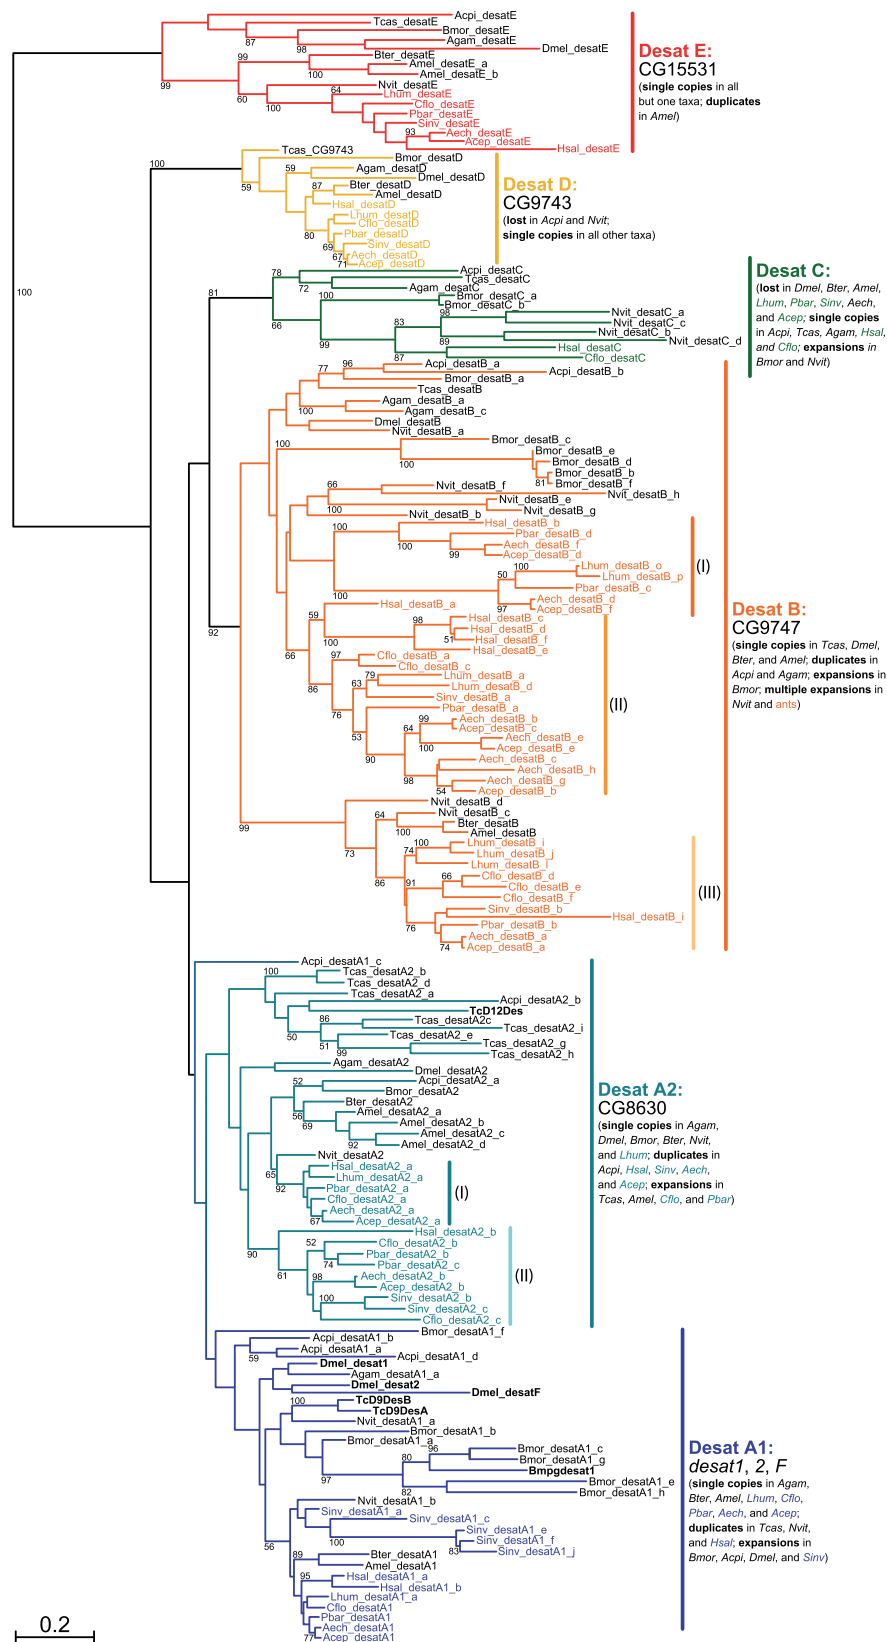 Acpi_desatE
Tcas_desatE
Bmor_desatE
87
Agam_desatE
98
Dmel_desatE
Bter_desatE
99
Amel_desatE_a
100
Amel_desatE_b
99
Nvit_desatE
64
Lhum_desatE
60
100
Cflo_desatE
Pbar_desatE
Sinv_desatE
93
Aech_desatE
Acep_desatE
Hsal_desatE
Desat E:
CG15531
(single copies in all
but one taxa; duplicates
in Amel)
Tcas_CG9743
100
Bmor_desatD
59
Agam_desatD
Dmel_desatD
59
87
Bter_desatD
Amel_desatD
Hsal_desatD
Lhum_desatD
Cflo_desatD
80
Pbar_desatD
69
Sinv_desatD
67
Aech_desatD
71
Acep_desatD
Desat D:
CG9743
(lost in Acpi and Nvit;
single copies in all other taxa)
100
81
78
Acpi_desatC
Tcas_desatC
72
Agam_desatC
100
Bmor_desatC_a
Bmor_desatC_b
66
98
Nvit_desatC_a
Nvit_desatC_c
83
Nvit_desatC_b
99
89
Nvit_desatC_d
Hsal_desatC
87
Cflo_desatC
Desat C:
(lost in Dmel, Bter, Amel,
Lhum, Pbar, Sinv, Aech,
and Acep; single copies
in Acpi, Tcas, Agam, Hsal,
and Cflo; expansions in
Bmor and Nvit)
96
Acpi_desatB_a
77
Acpi_desatB_b
Bmor_desatB_a
Tcas_desatB
Agam_desatB_a
100
Agam_desatB_c
Dmel_desatB
Nvit_desatB_a
100
Bmor_desatB_c
Bmor_desatB_e
100
Bmor_desatB_d
Bmor_desatB_b
81
Bmor_desatB_f
66
Nvit_desatB_f
Nvit_desatB_h
Nvit_desatB_e
100
Nvit_desatB_g
Nvit_desatB_b
Hsal_desatB_b
100
Pbar_desatB_d
100
Aech_desatB_f
99
Acep_desatB_d
100
Lhum_desatB_o
50
Lhum_desatB_p
Pbar_desatB_c
100
Aech_desatB_d
97
Acep_desatB_f
(I)
Hsal_desatB_a
59
98
Hsal_desatB_c
Hsal_desatB_d
100
51
Hsal_desatB_f
Hsal_desatB_e
92
66
97
Cflo_desatB_a
Cflo_desatB_c
79
Lhum_desatB_a
86
63
Lhum_desatB_d
Sinv_desatB_a
76
Pbar_desatB_a
99
Aech_desatB_b
64
Acep_desatB_c
53
100
Aech_desatB_e
Acep_desatB_e
90
Aech_desatB_c
Aech_desatB_h
98
Aech_desatB_g
54
Acep_desatB_b
(II)
Desat B:
CG9747
(single copies in Tcas, Dmel,
Bter, and Amel; duplicates in
Acpi and Agam; expansions in
Bmor; multiple expansions in
Nvit and ants)
99
Nvit_desatB_d
64
Nvit_desatB_c
100
Bter_desatB
Amel_desatB
73
100
Lhum_desatB_i
74
Lhum_desatB_j
Lhum_desatB_l
86
66
Cflo_desatB_d
91
Cflo_desatB_e
Cflo_desatB_f
Sinv_desatB_b
Hsal_desatB_i
76
Pbar_desatB_b
Aech_desatB_a
74
Acep_desatB_a
(III)
Acpi_desatA1_c
100
Tcas_desatA2_b
Tcas_desatA2_d
Tcas_desatA2_a
Acpi_desatA2_b
TcD12Des
86
Tcas_desatA2c
50
Tcas_desatA2_i
51
Tcas_desatA2_e
99
Tcas_desatA2_g
Tcas_desatA2_h
Agam_desatA2
Dmel_desatA2
52
Acpi_desatA2_a
Bmor_desatA2
Bter_desatA2
56
Amel_desatA2_a
69
Amel_desatA2_b
Amel_desatA2_c
92
Amel_desatA2_d
Nvit_desatA2
65
Hsal_desatA2_a
92
Lhum_desatA2_a
Pbar_desatA2_a
Cflo_desatA2_a
Aech_desatA2_a
67
Acep_desatA2_a
(I)
Hsal_desatA2_b
90
52
Cflo_desatA2_b
Pbar_desatA2_b
74
Pbar_desatA2_c
61
98
Aech_desatA2_b
Acep_desatA2_b
100
Sinv_desatA2_b
Sinv_desatA2_c
Cflo_desatA2_c
(II)
Desat A2:
CG8630
(single copies in Agam,
Dmel, Bmor, Bter, Nvit,
and Lhum; duplicates in
Acpi, Hsal, Sinv, Aech,
and Acep; expansions in
Tcas, Amel, Cflo, and Pbar)
Bmor_desatA1_f
Acpi_desatA1_b
Acpi_desatA1_a
59
Acpi_desatA1_d
Dmel_desat1
Agam_desatA1_a
Dmel_desat2
Dmel_desatF
100
TcD9DesB
TcD9DesA
Nvit_desatA1_a
Bmor_desatA1_b
Bmor_desatA1_a
96
Bmor_desatA1_c
80
Bmor_desatA1_g
Bmpgdesat1
97
Bmor_desatA1_e
82
Bmor_desatA1_h
Nvit_desatA1_b
Sinv_desatA1_a
Sinv_desatA1_c
Sinv_desatA1_e
56
100
Sinv_desatA1_f
83
Sinv_desatA1_j
89
Bter_desatA1
Amel_desatA1
95
Hsal_desatA1_a
Hsal_desatA1_b
Lhum_desatA1_a
Cflo_desatA1
Pbar_desatA1
Aech_desatA1
77
Acep_desatA1
Desat A1:
desat1, 2, F
(single copies in Agam,
Bter, Amel, Lhum, Cflo,
Pbar, Aech, and Acep;
duplicates in Tcas, Nvit,
and Hsal; expansions in
Bmor, Acpi, Dmel, and Sinv)
0.2